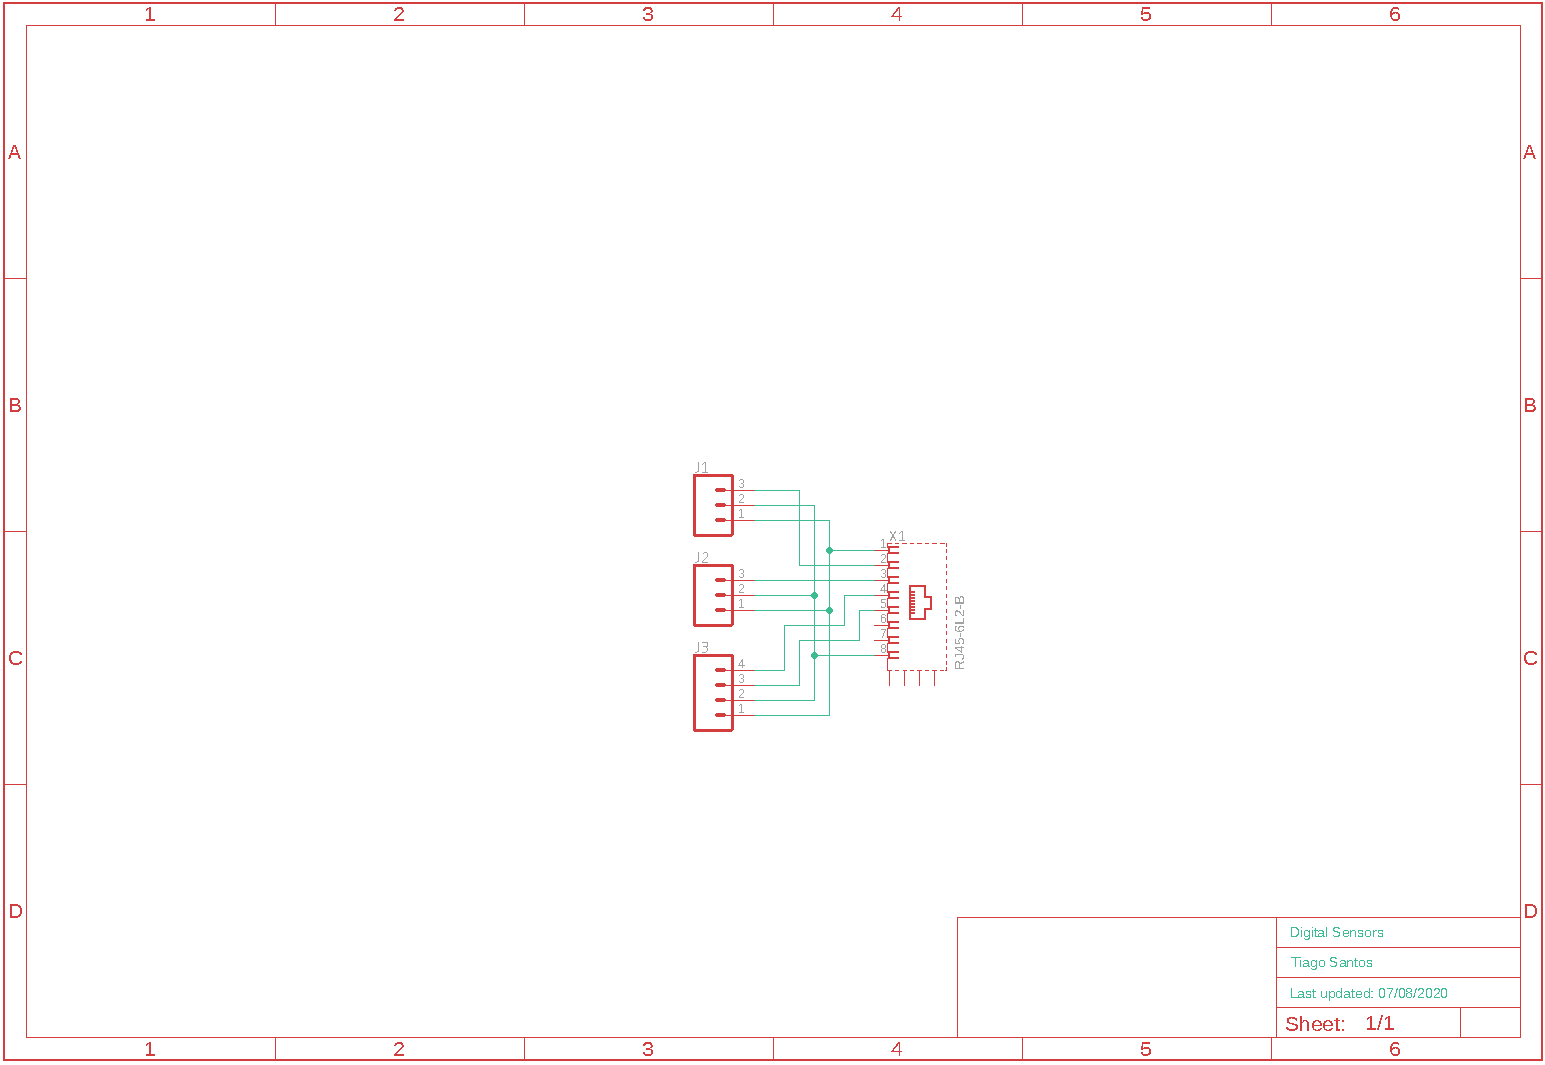 1 2 3 4 5 6
A A
B B
J1
3
2
1
X1
1
2
3
4
5
6
7
8
RJ45-6L2-B
J2
3
2
1
J3
4
3
2
1
C C
D D
Digital Sensors
Tiago Santos
Last updated: 07/08/2020
Sheet: 1/1
1 2 3 4 5 6